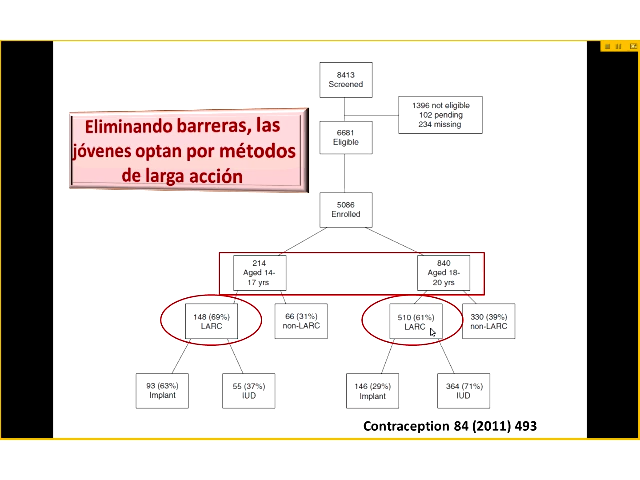 8413
Screened
1396 not eligible
102 pending
234 missing
Eliminando barreras, las
jóvenes optan por métodos
de larga acción
6681
Eligible
5086
Enrolled
214
Aged 14-
17 yrs
840
Aged 18-
20 yrs
148 (69%)
LARC
66 (31%)
non-LARC
510 (61%)
LARC
330 (39%)
non-LARC
93 (63%)
Implant
55 (37%)
IUD
146 (29%)
Implant
364 (71%)
IUD
Contraception 84 (2011) 493